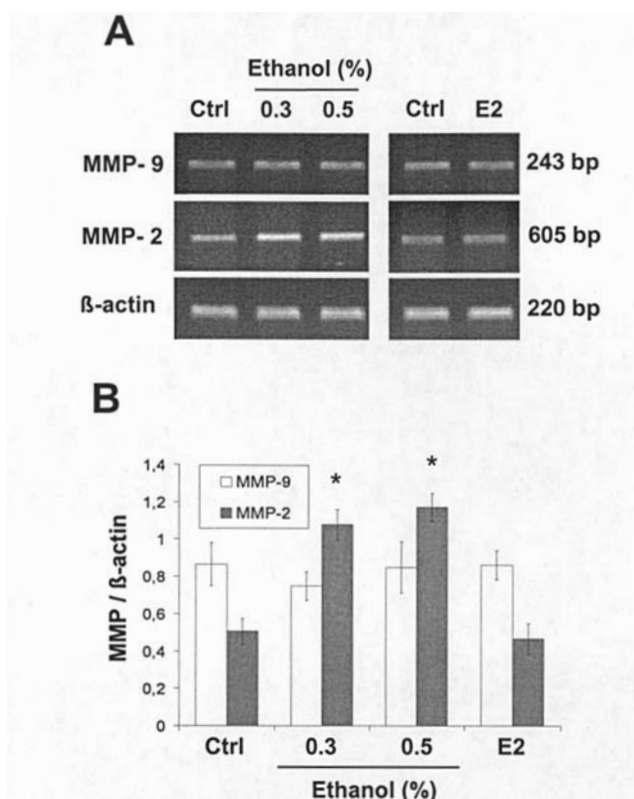 A
Ethanol (%)
Ctrl 0.3 0.5 Ctrl E2
MMP- 9 243 bp
MMP- 2 605 bp
ß-actin 220 bp
B
MMP / ß-actin
1,4
1,2
1
0,8
0,6
0,4
0,2
0
MMP-9
MMP-2
* *
Ctrl 0.3 0.5 E2
Ethanol (%)